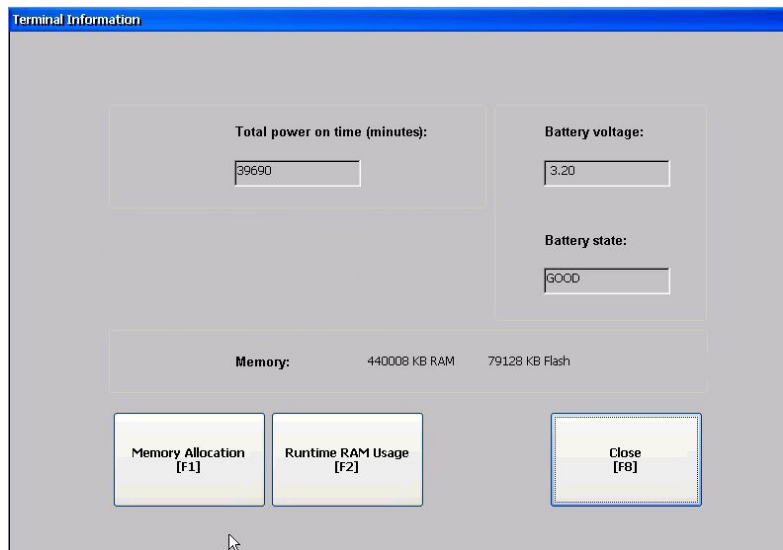 Terminal Information
Total power on time (minutes):
39690
Battery voltage:
3.20
Battery state:
GOOD
Memory: 440008 KB RAM 79128 KB Flash
Memory Allocation
[F1]
Runtime RAM Usage
[F2]
Close
[F8]